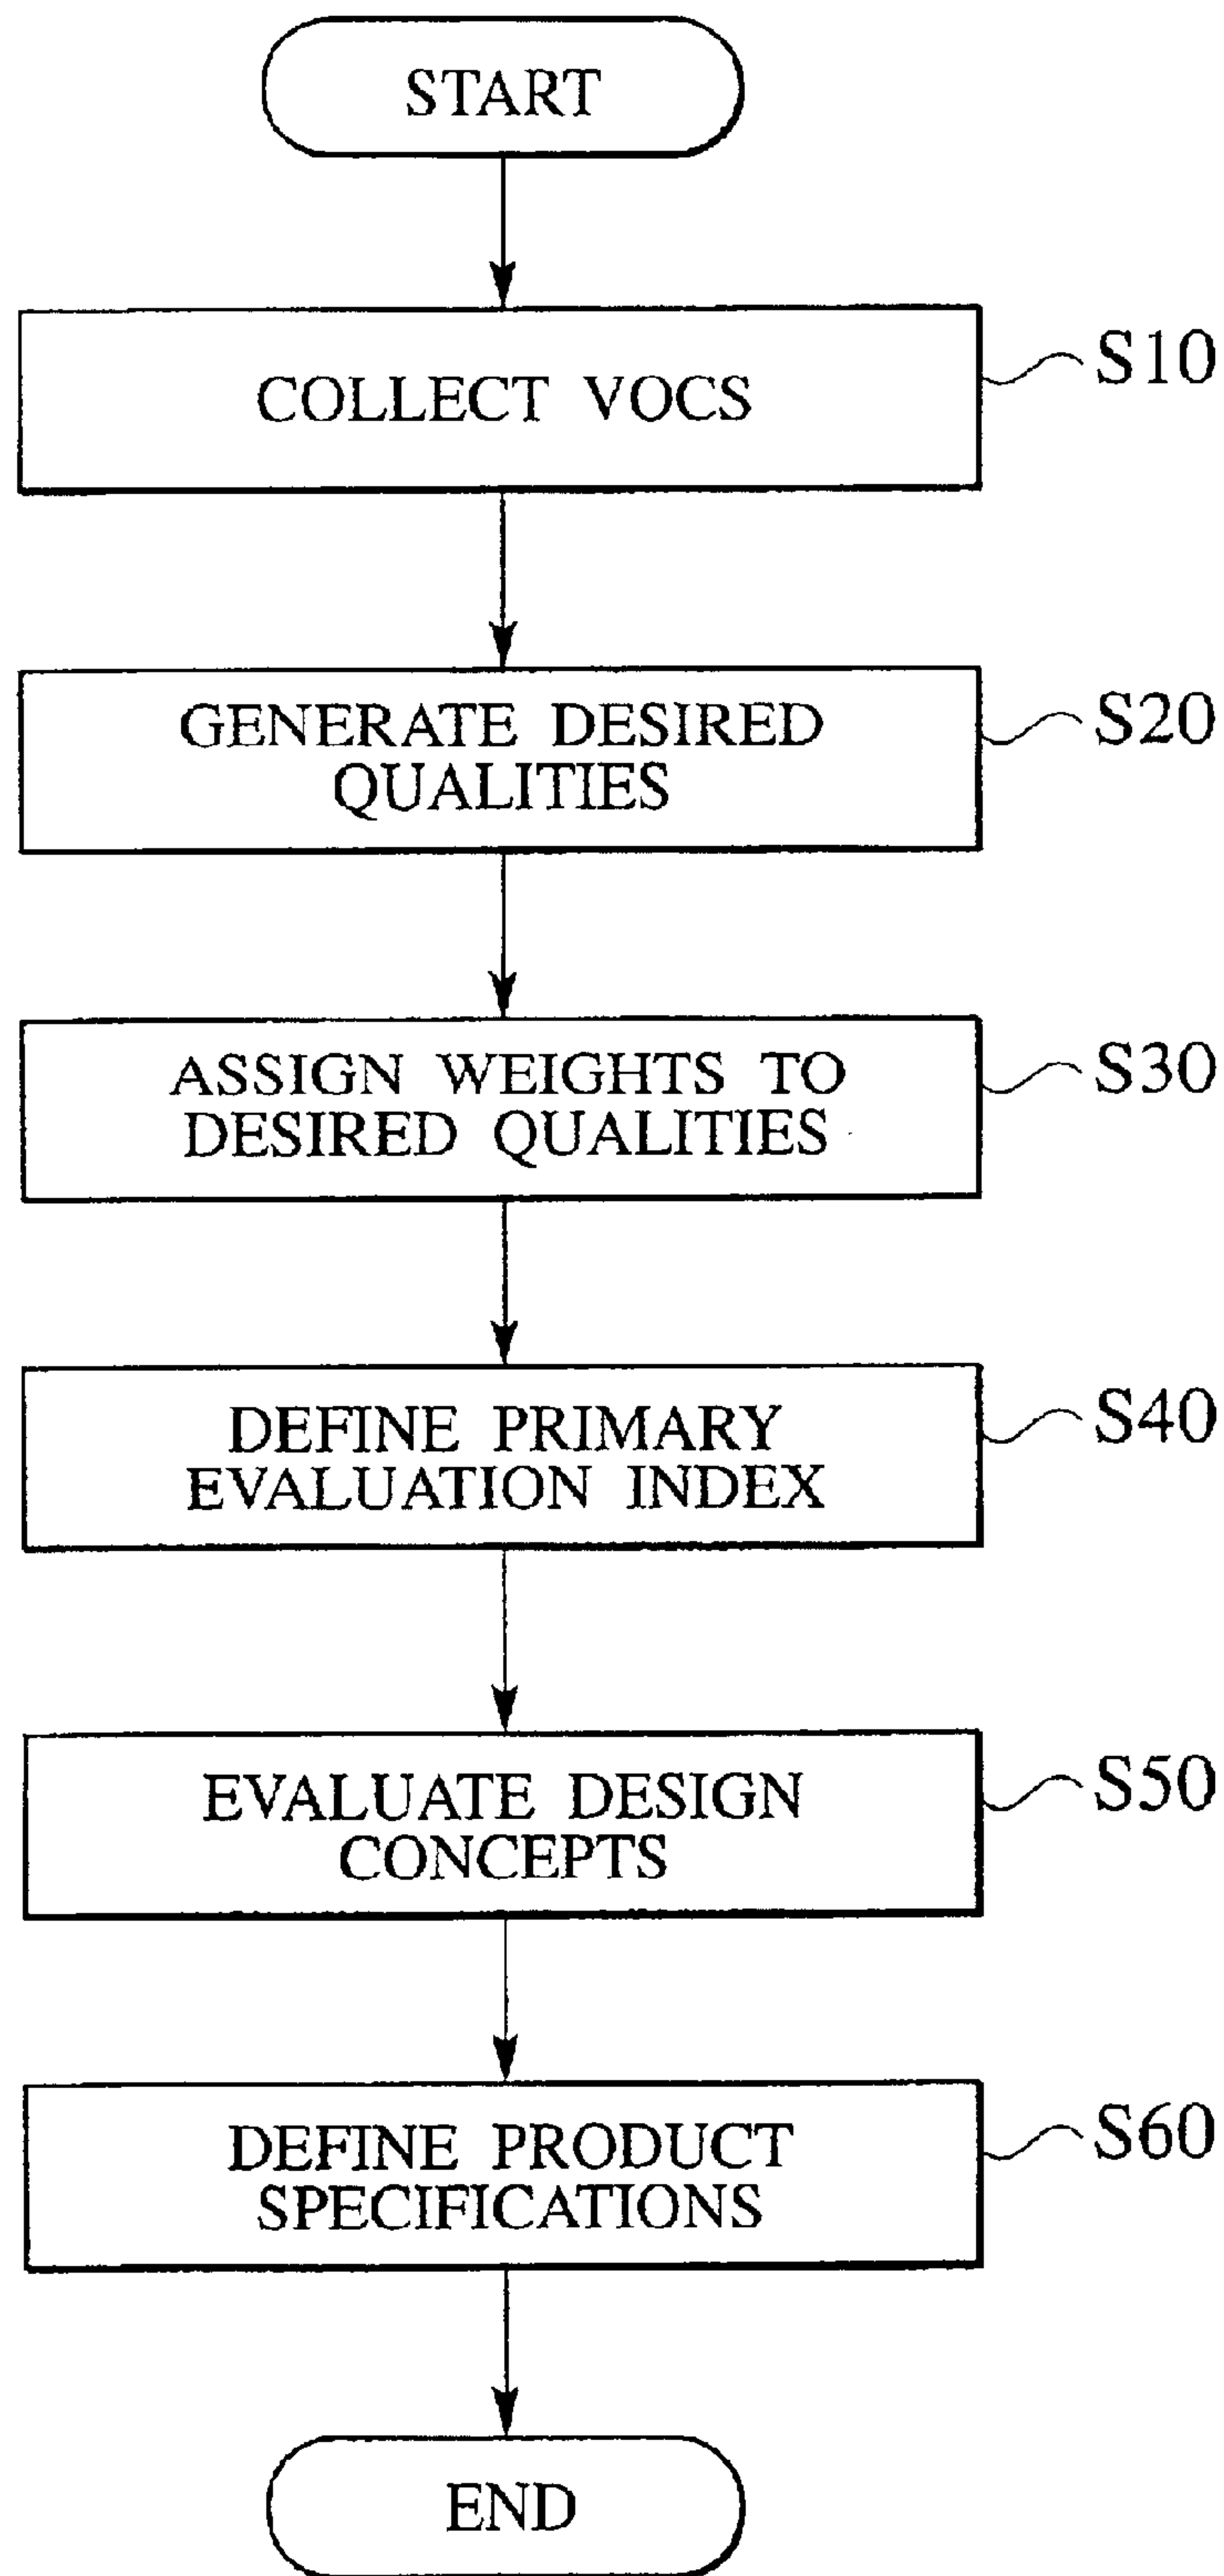 START
COLLECT VOCS
S10
GENERATE DESIRED
QUALITIES
S20
ASSIGN WEIGHTS TO
DESIRED QUALITIES
S30
DEFINE PRIMARY
EVALUATION INDEX
S40
EVALUATE DESIGN
CONCEPTS
S50
DEFINE PRODUCT
SPECIFICATIONS
S60
END